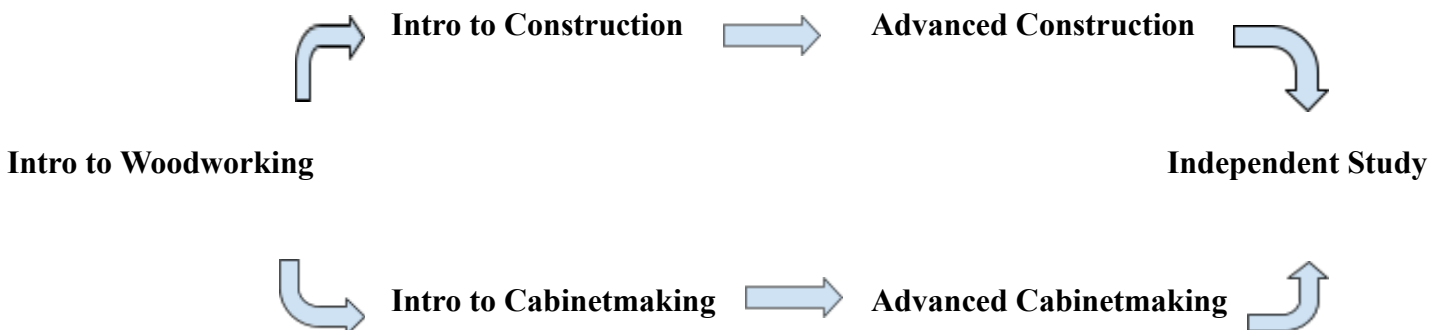 Intro to Construction
Advanced Construction
Intro to Woodworking
Independent Study
Intro to Cabinetmaking
Advanced Cabinetmaking